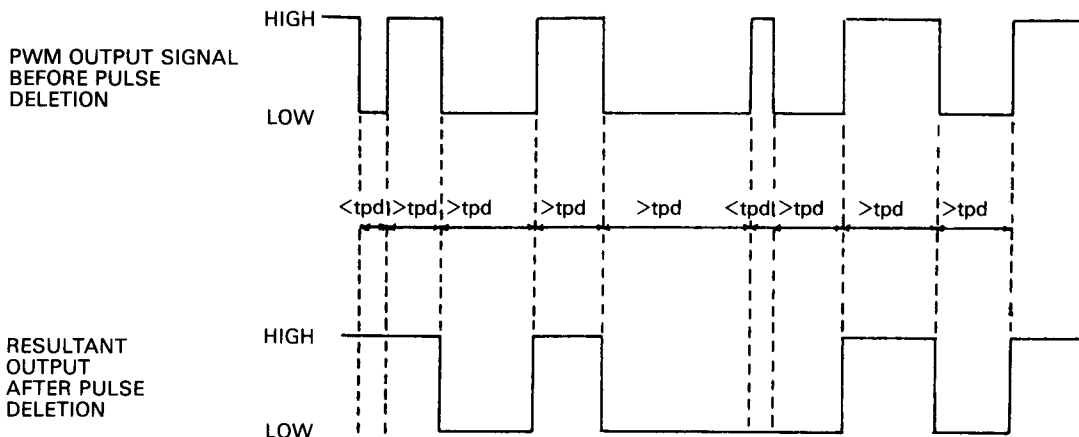 HIGH
PWM OUTPUT SIGNAL
BEFORE PULSE
DELETION
LOW
<tpd >tpd >tpd >tpd >tpd <tpd >tpd >tpd >tpd
HIGH
RESULTANT
OUTPUT
AFTER PULSE
DELETION
LOW